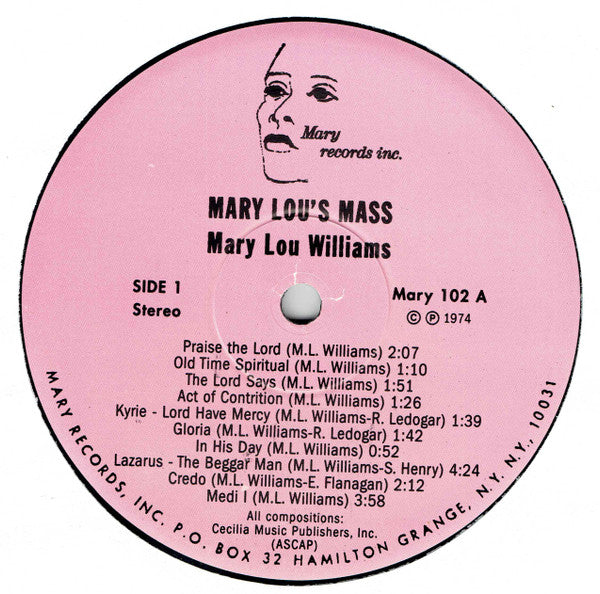 Mary
records inc.
MARY LOU'S MASS
Mary Lou Williams
SIDE 1
Stereo
Mary 102 A
© ℗ 1974
Praise the Lord (M.L. Williams) 2:07
Old Time Spiritual (M.L. Williams) 1:10
The Lord Says (M.L. Williams) 1:51
Act of Contrition (M.L. Williams) 1:26
Kyrie - Lord Have Mercy (M.L. Williams-R. Ledogar) 1:39
Gloria (M.L. Williams-R. Ledogar) 1:42
In His Day (M.L. Williams) 0:52
Lazarus - The Beggar Man (M.L. Williams-S. Henry) 4:24
Credo (M.L. Williams-E. Flanagan) 2:12
Medi I (M.L. Williams) 3:58
All compositions:
Cecilia Music Publishers, Inc.
(ASCAP)
MARY RECORDS, INC. P.O. BOX 32 HAMILTON GRANGE, N.Y. N.Y., 10031